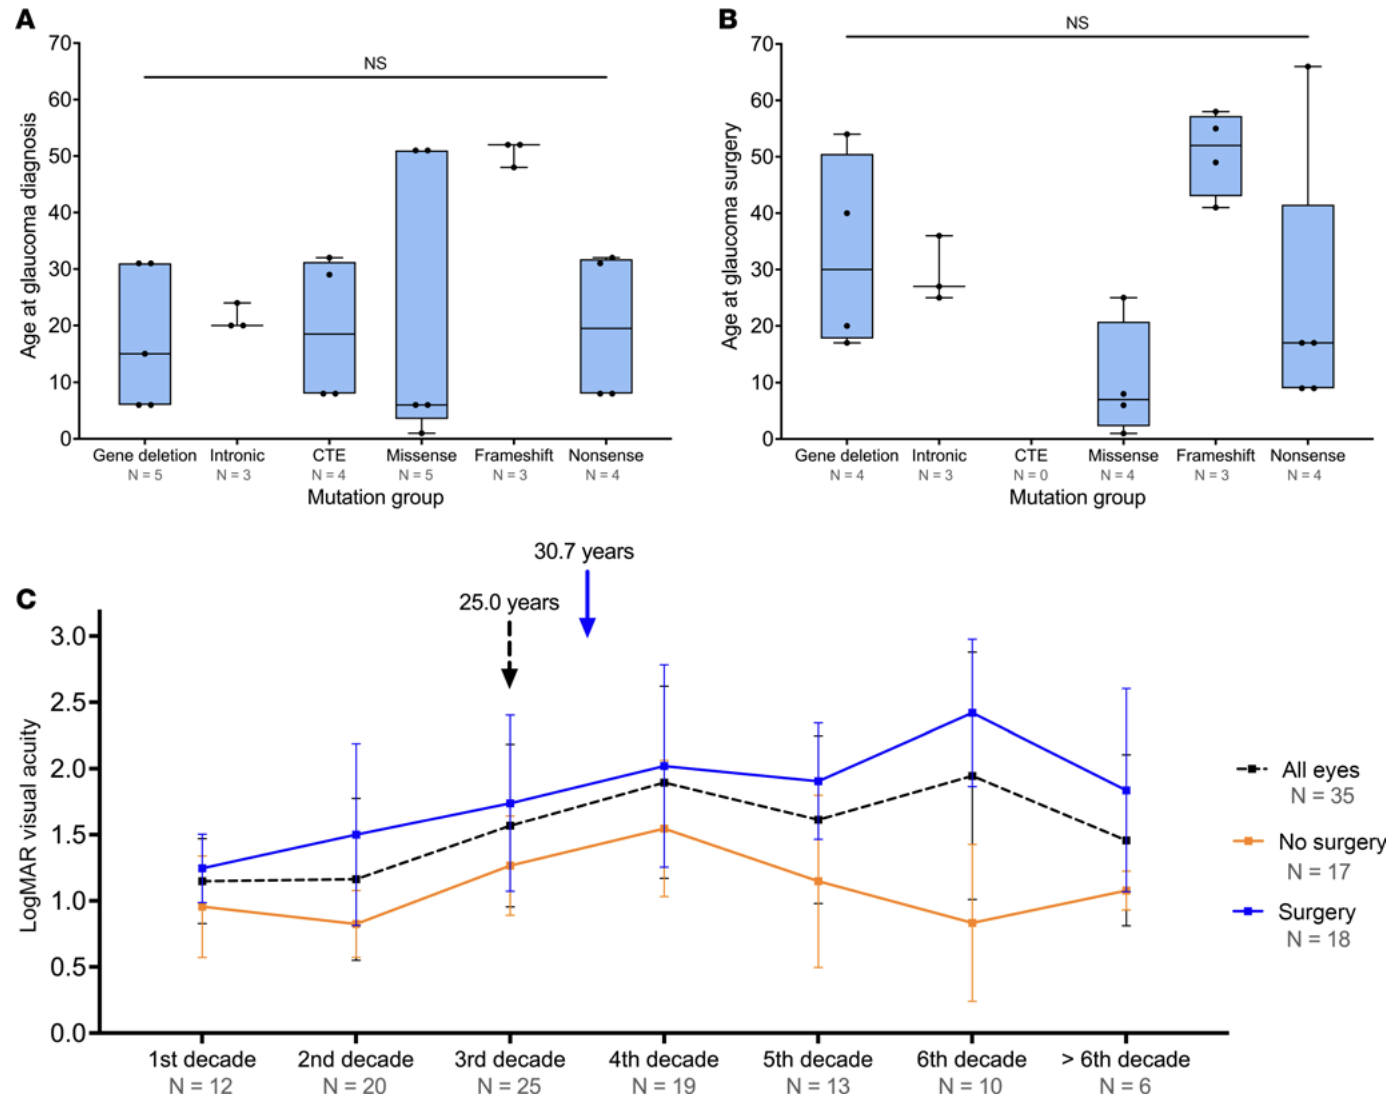 A
70
60
50
40
30
20
10
0
Age at glaucoma diagnosis
NS
Gene deletion Intronic CTE Missense Frameshift Nonsense
N = 5 N = 3 N = 4 N = 5 N = 3 N = 4
Mutation group
B
70
60
50
40
30
20
10
0
Age at glaucoma surgery
NS
Gene deletion Intronic CTE Missense Frameshift Nonsense
N = 4 N = 3 N = 0 N = 4 N = 3 N = 4
Mutation group
C
30.7 years
25.0 years
3.0
2.5
2.0
1.5
1.0
0.5
0.0
LogMAR visual acuity
1st decade 2nd decade 3rd decade 4th decade 5th decade 6th decade > 6th decade
N = 12 N = 20 N = 25 N = 19 N = 13 N = 10 N = 6
All eyes
N = 35
No surgery
N = 17
Surgery
N = 18